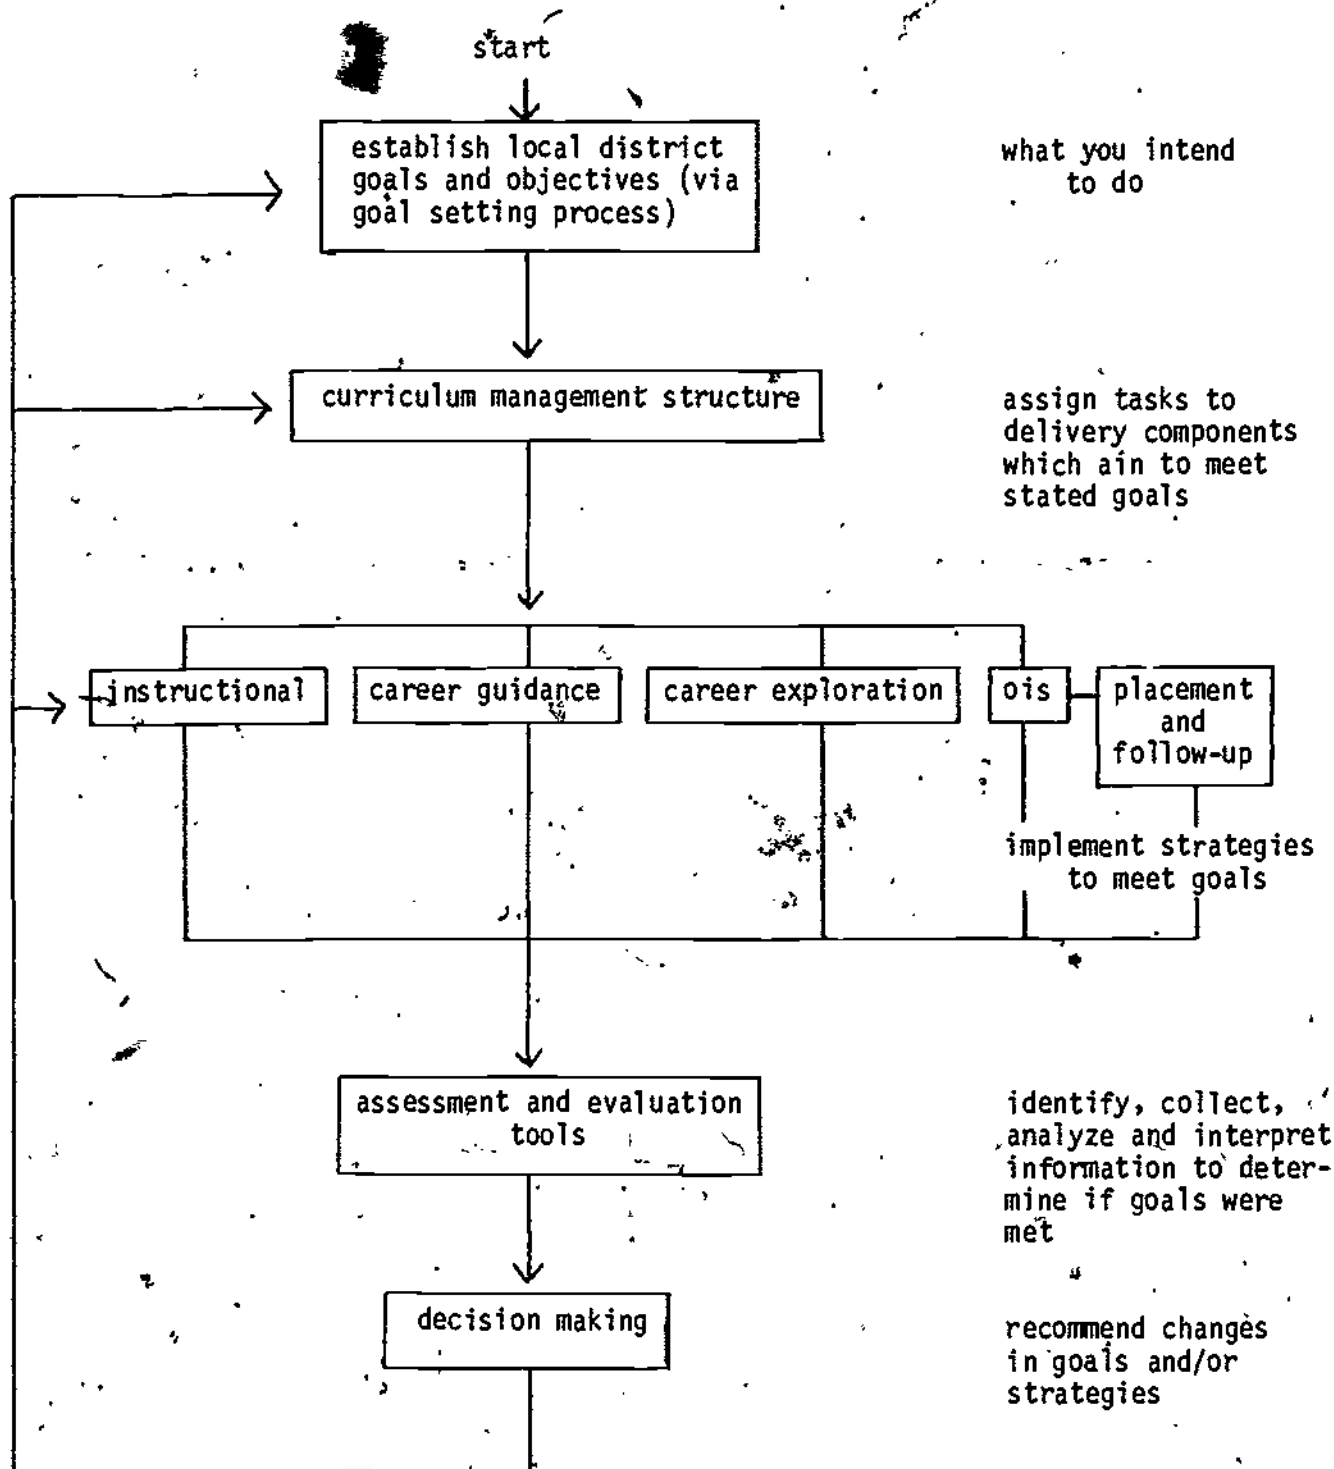 start
establish local district
goals and objectives (via
goal setting process)
what you intend
to do
curriculum management structure
assign tasks to
delivery components
which ain to meet
stated goals
instructional
career guidance
career exploration
ois
placement
and
follow-up
implement strategies
to meet goals
assessment and evaluation
tools
identify, collect,
analyze and interpret
information to deter-
mine if goals were
met
decision making
recommend changes
in goals and/or
strategies